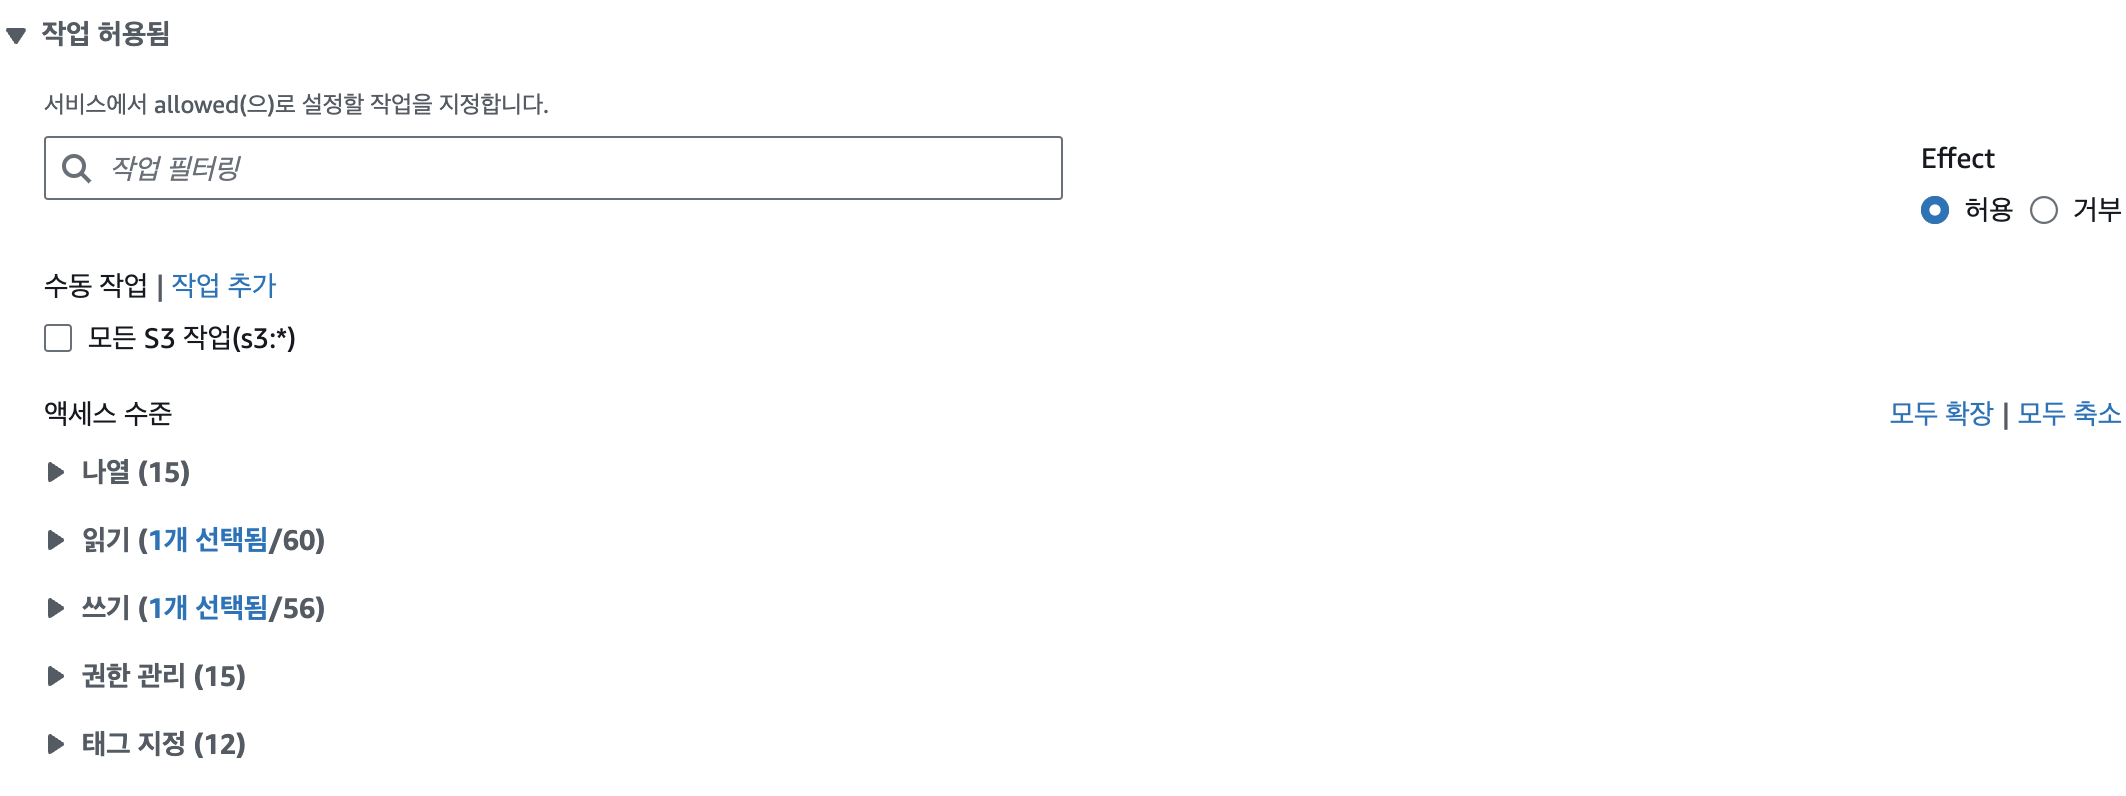 작업 허용됨
서비스에서 allowed(으)로 설정할 작업을 지정합니다.
작업 필터링
Effect
허용 거부
수동 작업 | 작업 추가
모든 S3 작업(s3:*)
액세스 수준
모두 확장 | 모두 축소
나열 (15)
읽기 (1개 선택됨/60)
쓰기 (1개 선택됨/56)
권한 관리 (15)
태그 지정 (12)